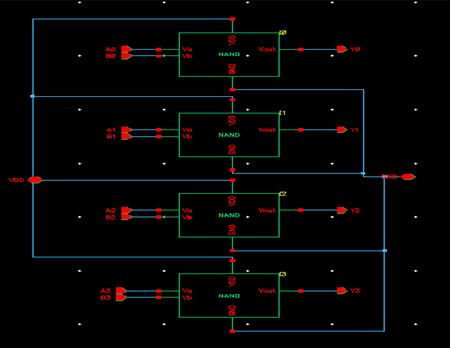 VDD
A0 Va VDD NAND GND Vout Y0
B0 Vb
A1 Va VDD NAND GND Vout Y1
B1 Vb
A2 Va VDD NAND GND Vout Y2
B2 Vb
A3 Va VDD NAND GND Vout Y3
B3 Vb